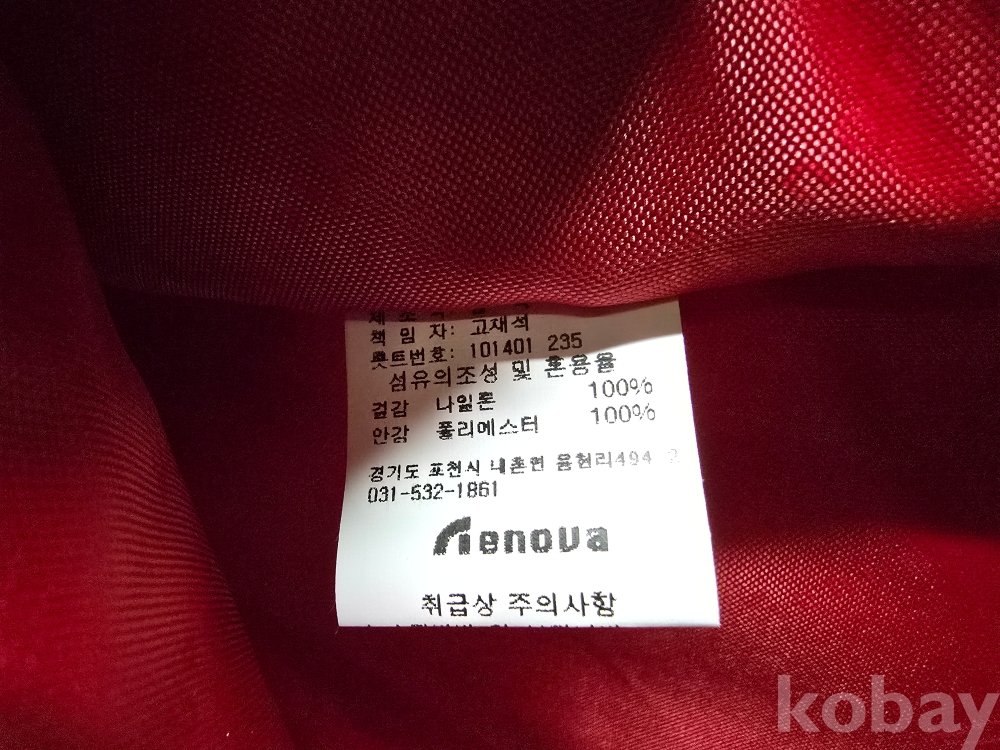 책 임 자: 고재석
롯트번호: 101401 235
섬유의조성 및 혼용율
겉감 나일론 100%
안감 폴리에스터 100%
경기도 포천시 내촌면 음현리494
031-532-1861
Renova
취급상 주의사항
kobay